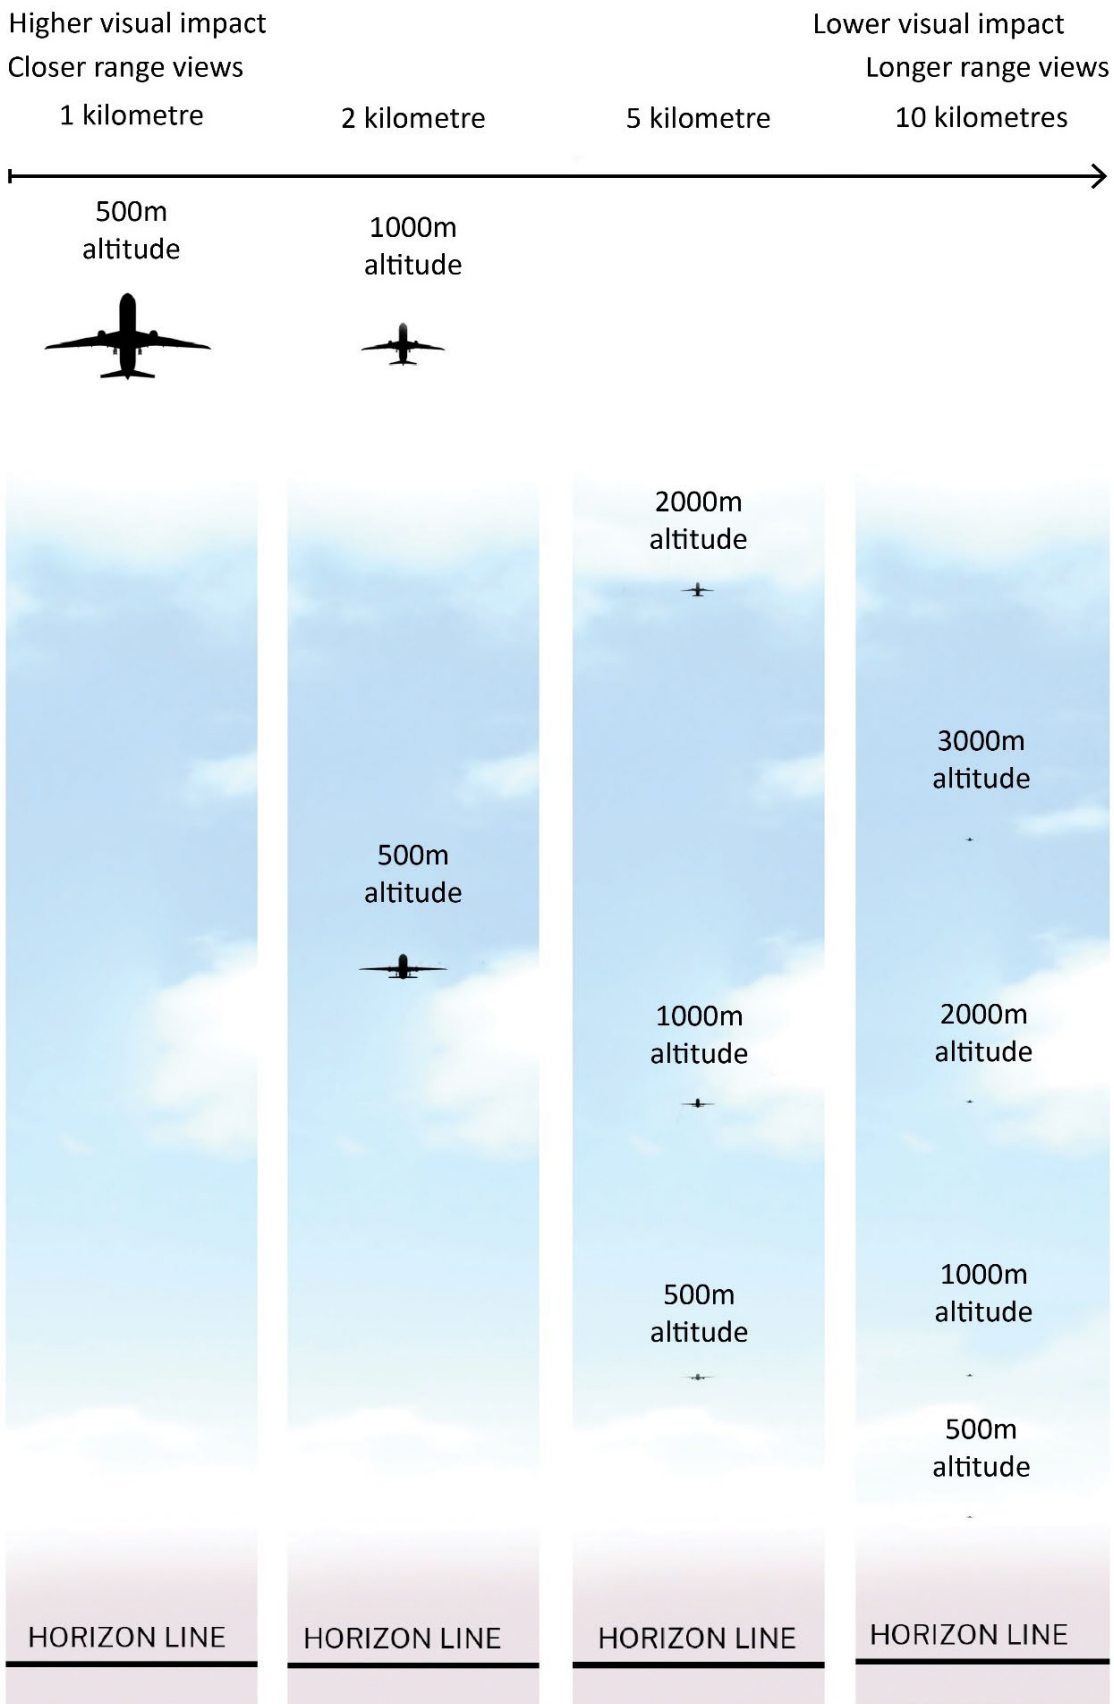 Higher visual impact
Lower visual impact
Closer range views
Longer range views
1 kilometre
2 kilometre
5 kilometre
10 kilometres
500m
altitude
1000m
altitude
2000m
altitude
3000m
altitude
500m
altitude
1000m
altitude
2000m
altitude
500m
altitude
1000m
altitude
500m
altitude
HORIZON LINE
HORIZON LINE
HORIZON LINE
HORIZON LINE